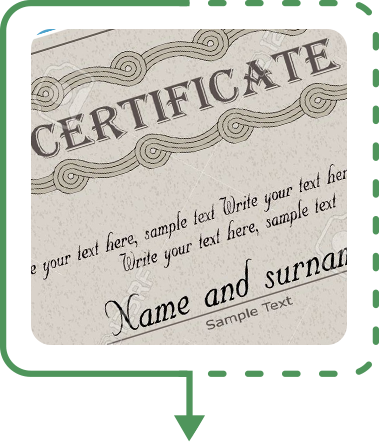 CERTIFICATE
e your text here, sample text Write your text her
Write your text here, sample text
Name and surnam
Sample Text